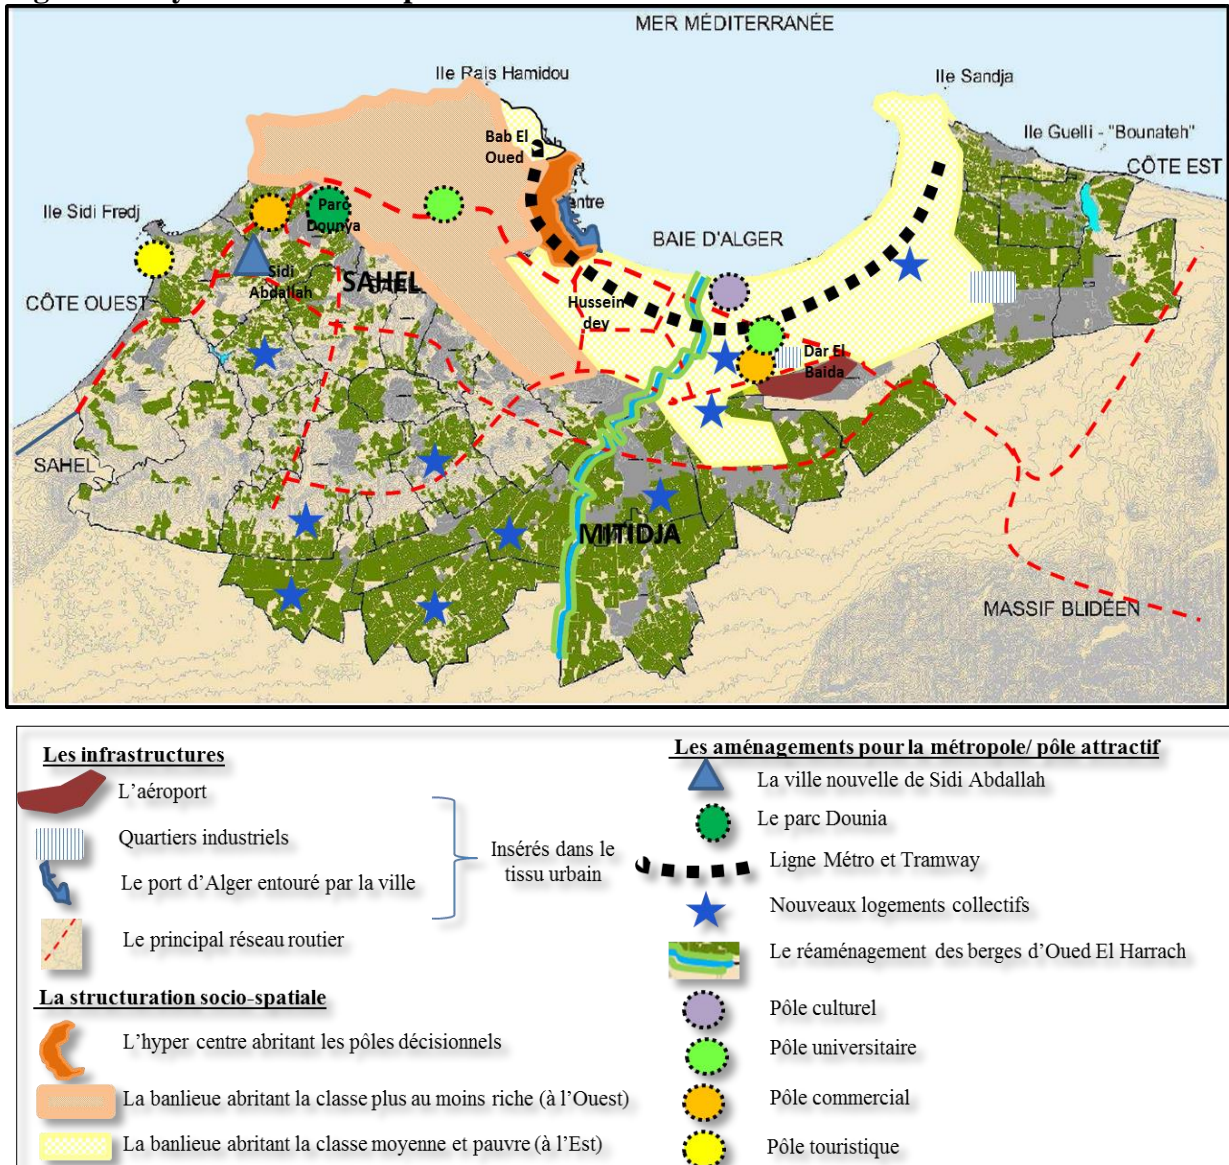 MER MÉDITERRANÉE
Ile Rais Hamidou
Ile Sandja
Bab El
Oued
Ile Guelli - "Bounateh"
CÔTE EST
Ile Sidi Fredj
Parc
Dounya
BAIE D'ALGER
Sidi
Abdallah
SAHEL
CÔTE OUEST
Hussein
dey
Dar El
Baida
SAHEL
MITIDJA
MASSIF BLIDÉEN
Les infrastructures
L'aéroport
Quartiers industriels
Le port d'Alger entouré par la ville
Insérés dans le
tissu urbain
Le principal réseau routier
La structuration socio-spatiale
L'hyper centre abritant les pôles décisionnels
La banlieue abritant la classe plus au moins riche (à l'Ouest)
La banlieue abritant la classe moyenne et pauvre (à l'Est)
Les aménagements pour la métropole/ pôle attractif
La ville nouvelle de Sidi Abdallah
Le parc Dounia
Ligne Métro et Tramway
Nouveaux logements collectifs
Le réaménagement des berges d'Oued El Harrach
Pôle culturel
Pôle universitaire
Pôle commercial
Pôle touristique